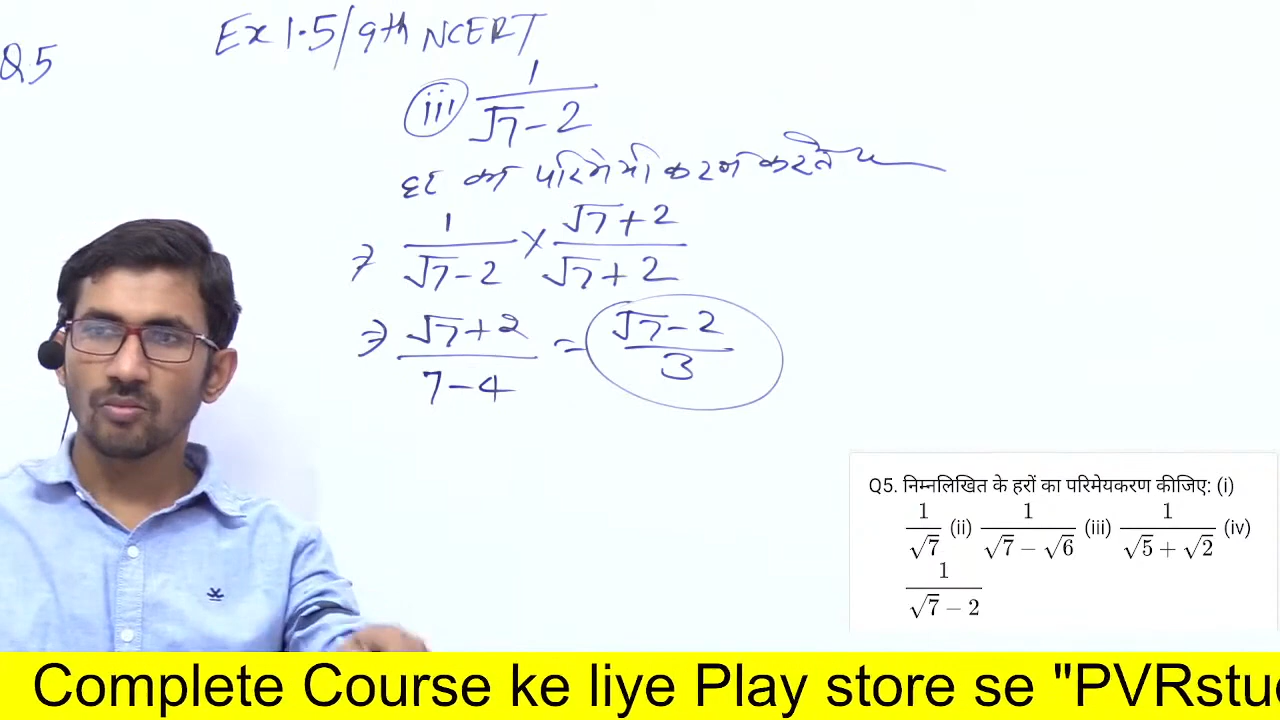 Ex 1.5/9th NCERT
Q5
(iii) 1/(√7-2)
हर का परिमेयीकरण करने
⇒ 1/(√7-2) × (√7+2)/(√7+2)
⇒ (√7+2)/(7-4) = (√7-2)/3
Q5. निम्नलिखित के हरों का परिमेयकरण कीजिए: (i)
1/√7 (ii) 1/(√7 − √6) (iii) 1/(√5 + √2) (iv)
1/(√7 − 2)
Complete Course ke liye Play store se "PVRstu